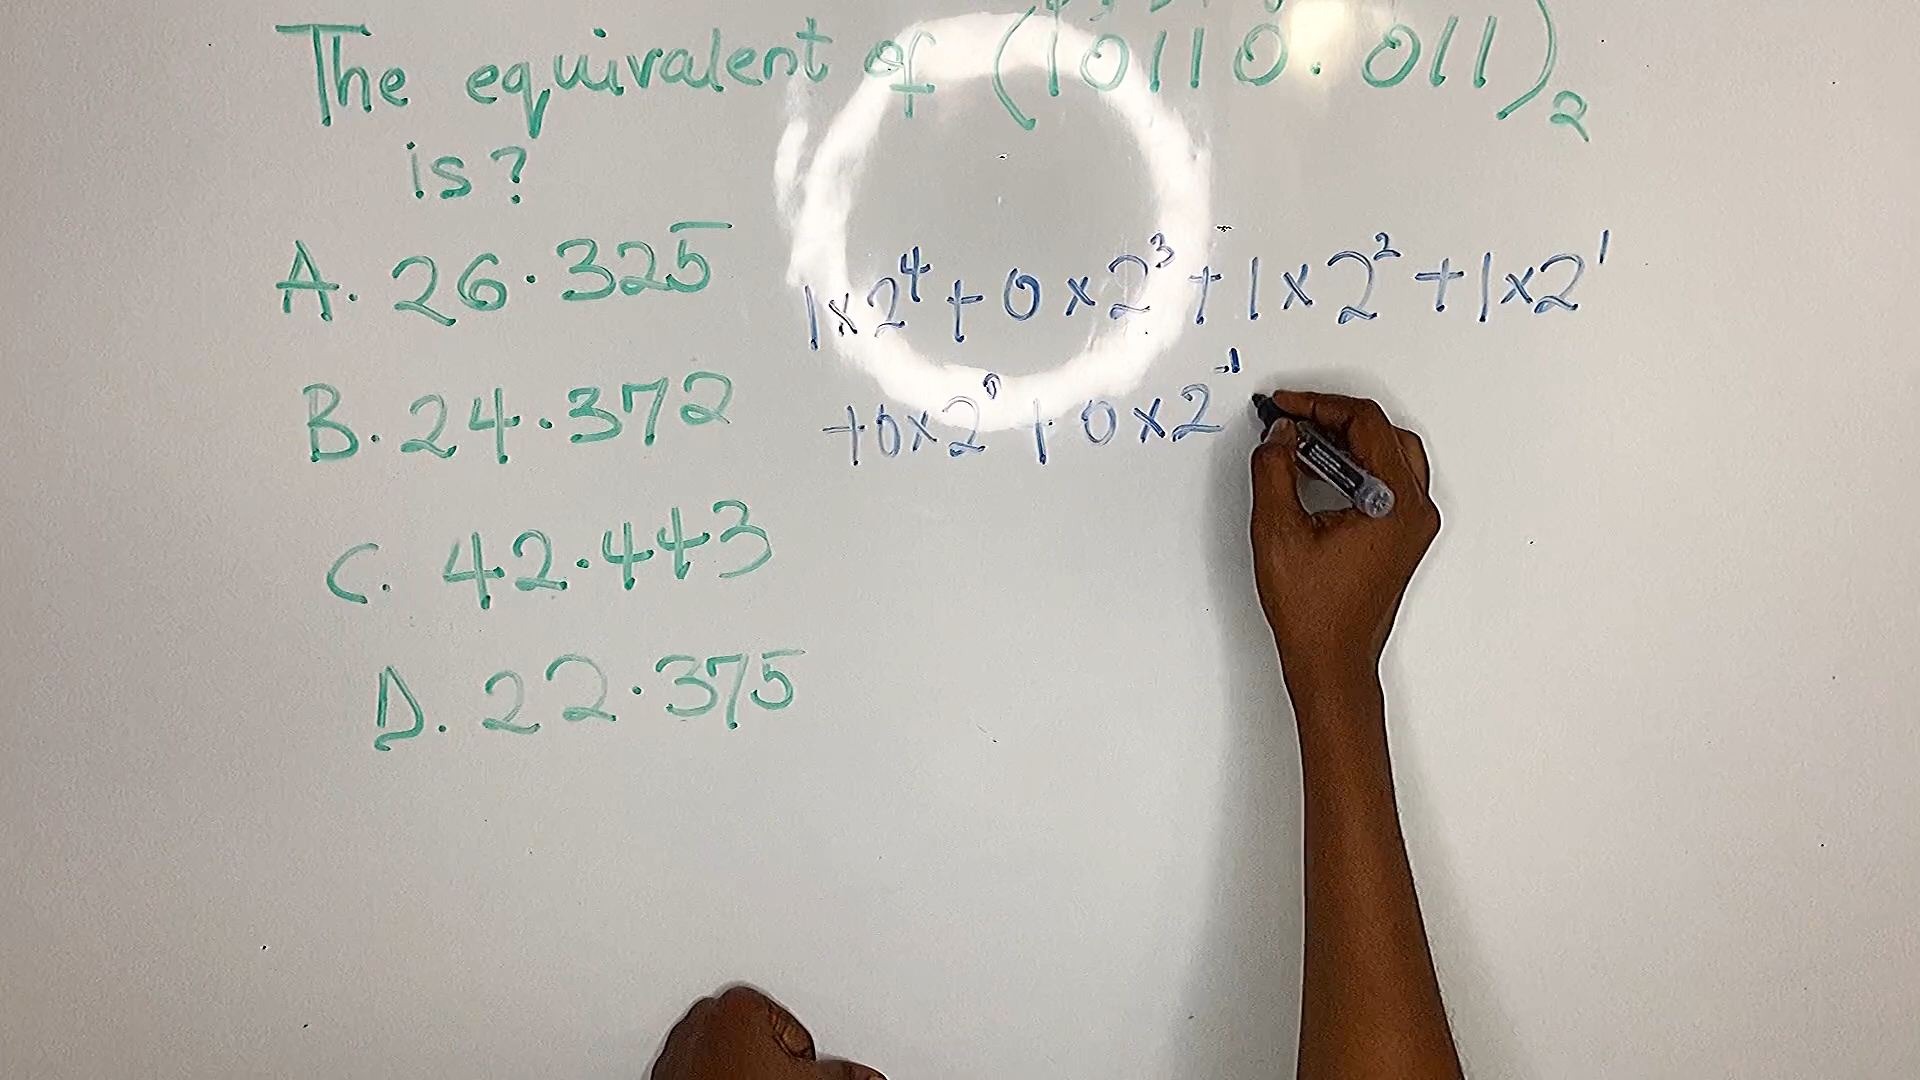 The equivalent of (10110.011)₂
is?
A. 26.325
B. 24.372
C. 42.443
D. 22.375
1×2⁴+0×2³+1×2²+1×2¹
+0×2⁰+0×2⁻¹